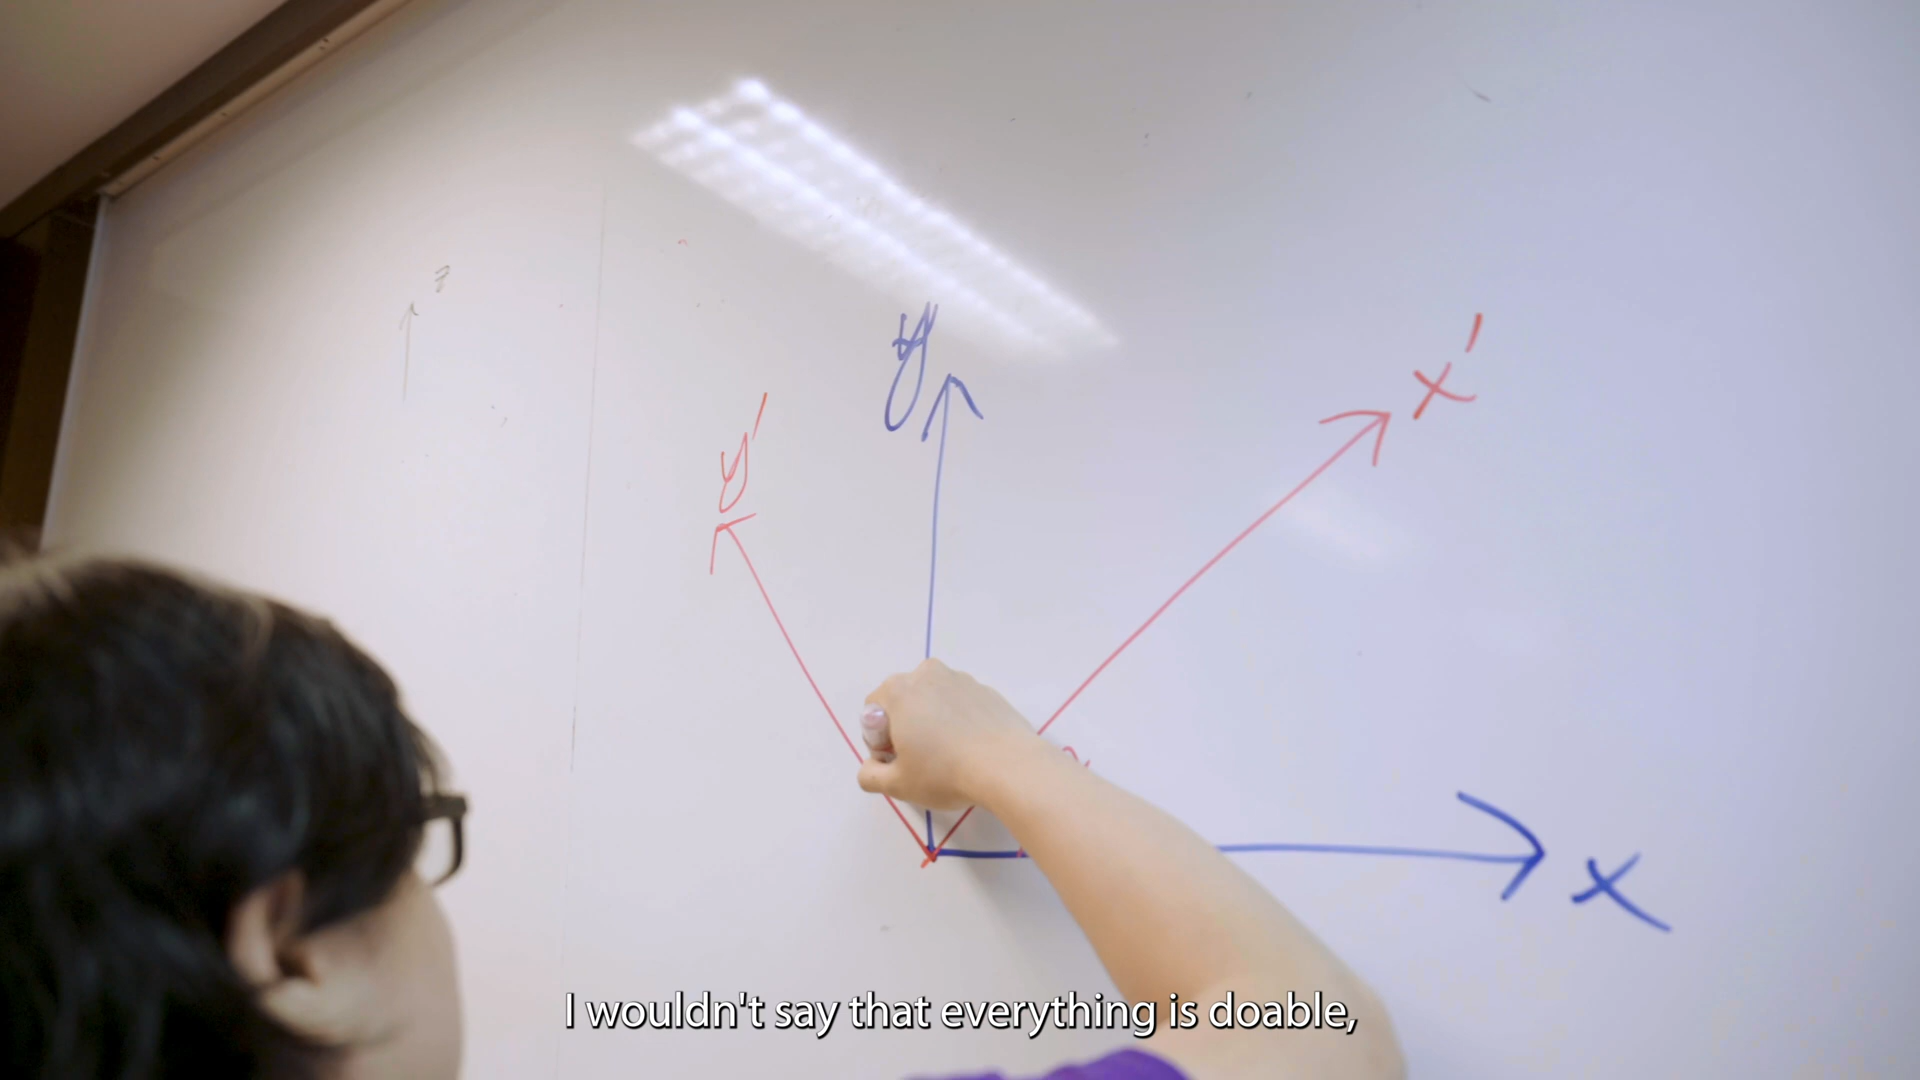 z
y
x'
y'
x
I wouldn't say that everything is doable,